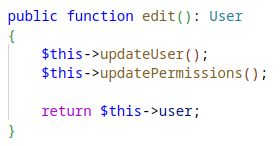 public function edit(): User
{
    $this->updateUser();
    $this->updatePermissions();

    return $this->user;
}